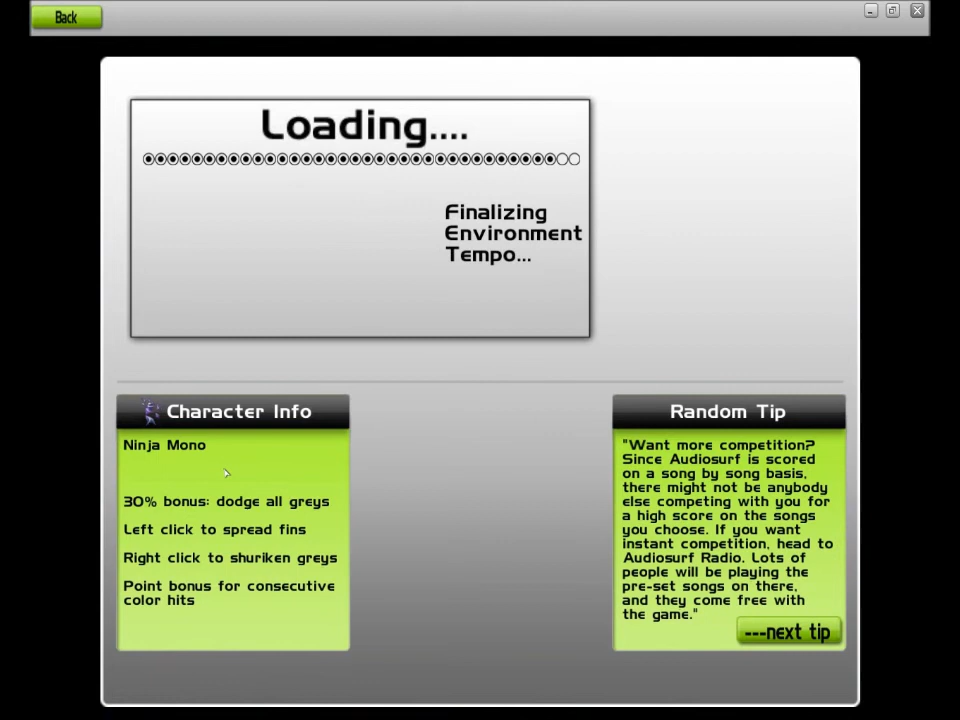 Back
Loading....
Finalizing
Environment
Tempo...
Character Info
Ninja Mono
30% bonus: dodge all greys
Left click to spread fins
Right click to shuriken greys
Point bonus for consecutive
color hits
Random Tip
"Want more competition?
Since Audiosurf is scored
on a song by song basis,
there might not be anybody
else competing with you for
a high score on the songs
you choose. If you want
instant competition, head to
Audiosurf Radio. Lots of
people will be playing the
pre-set songs on there,
and they come free with
the game."
---next tip